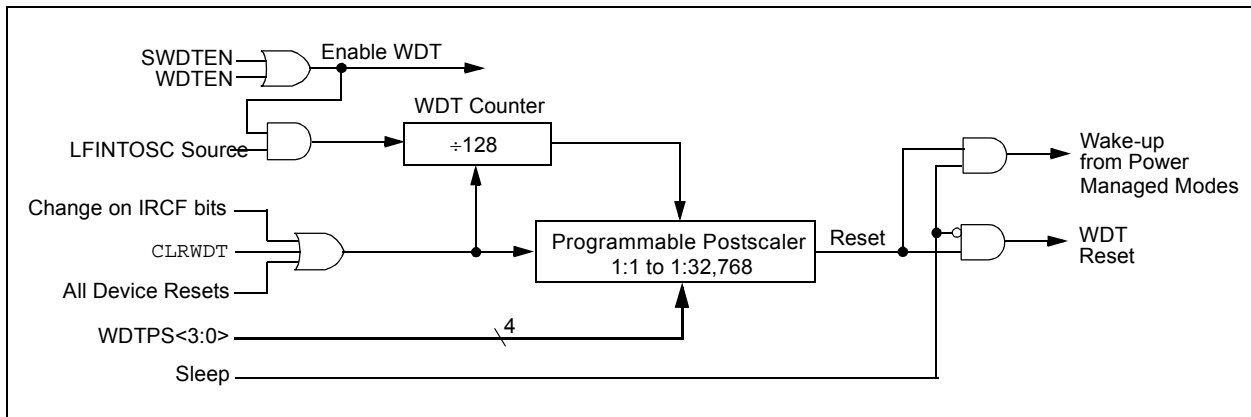 SWDTEN
WDTEN
Enable WDT
WDT Counter
LFINTOSC Source
÷128
Wake-up
from Power
Managed Modes
Change on IRCF bits
CLRWDT
All Device Resets
Programmable Postscaler
1:1 to 1:32,768
Reset
WDT
Reset
WDTPS<3:0>
4
Sleep